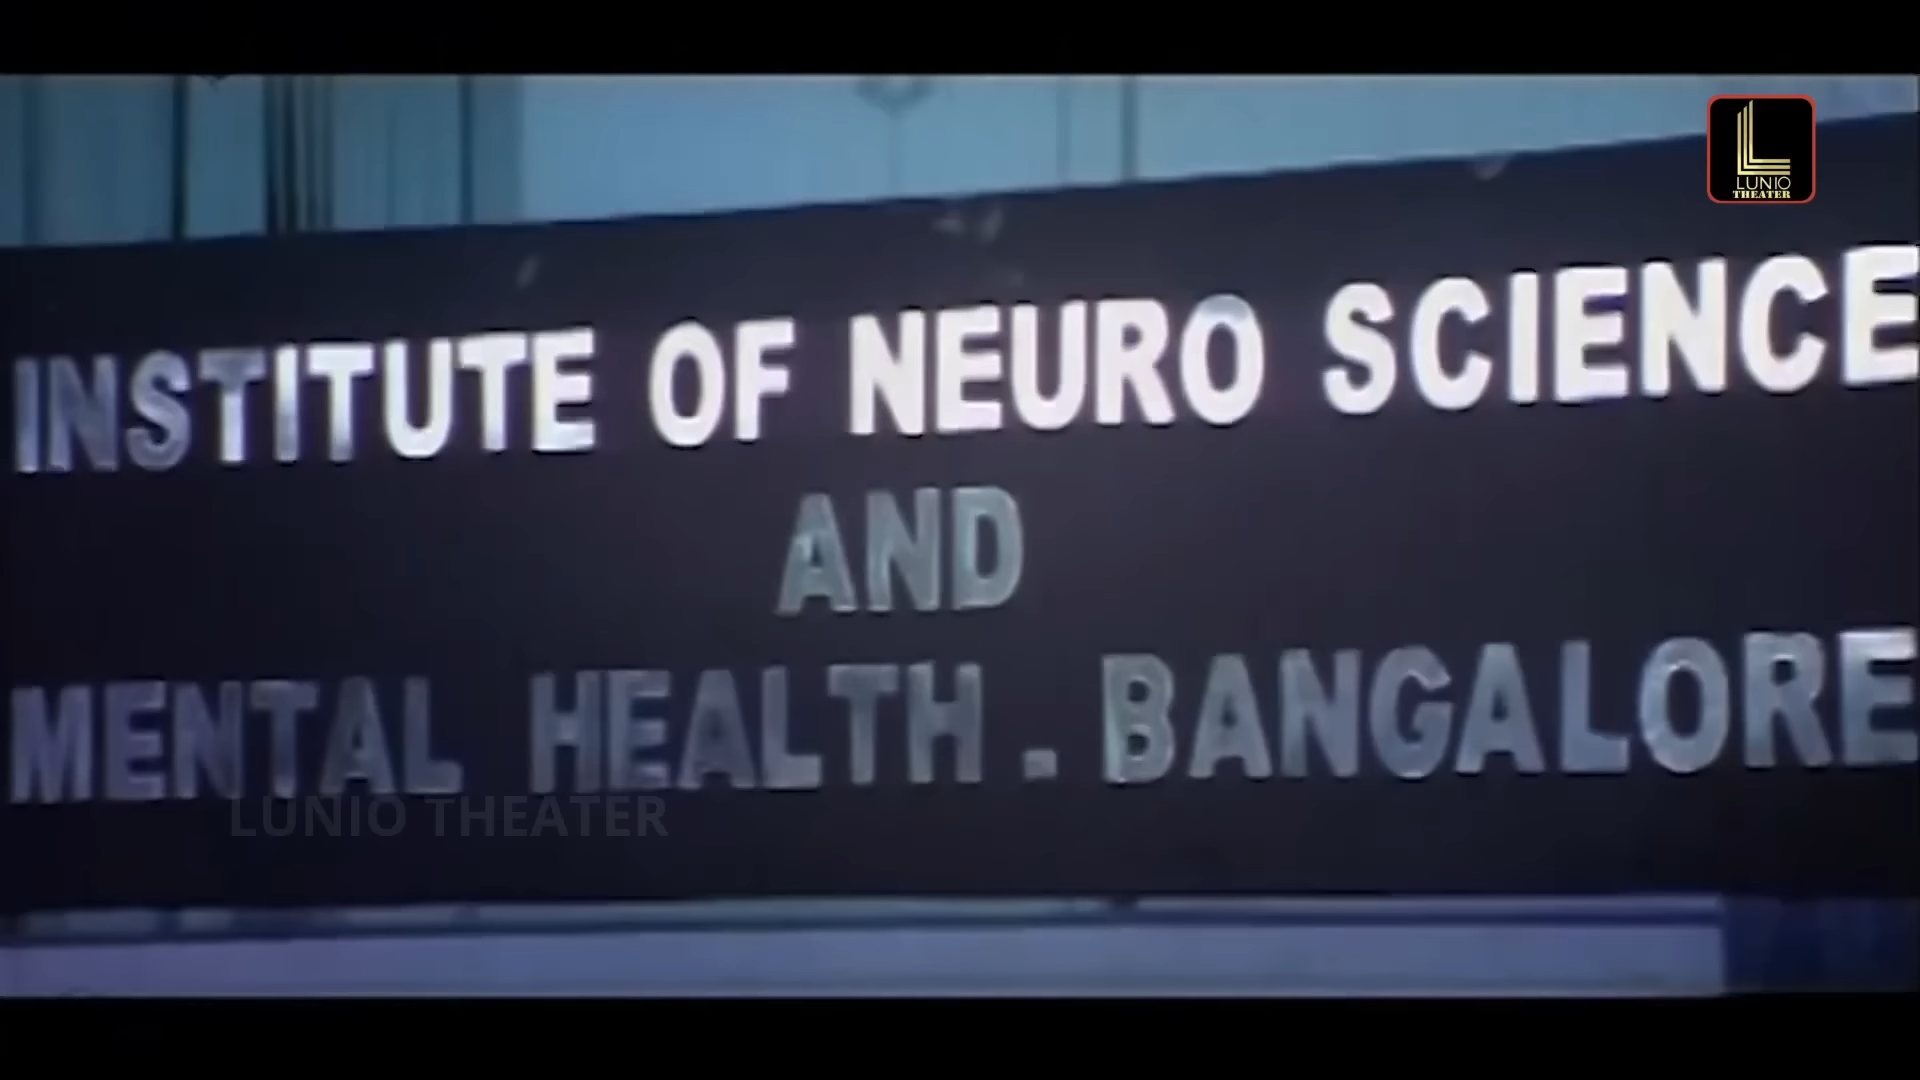 LUNIO
THEATER
INSTITUTE OF NEURO SCIENCE
AND
MENTAL HEALTH . BANGALORE
LUNIO THEATER